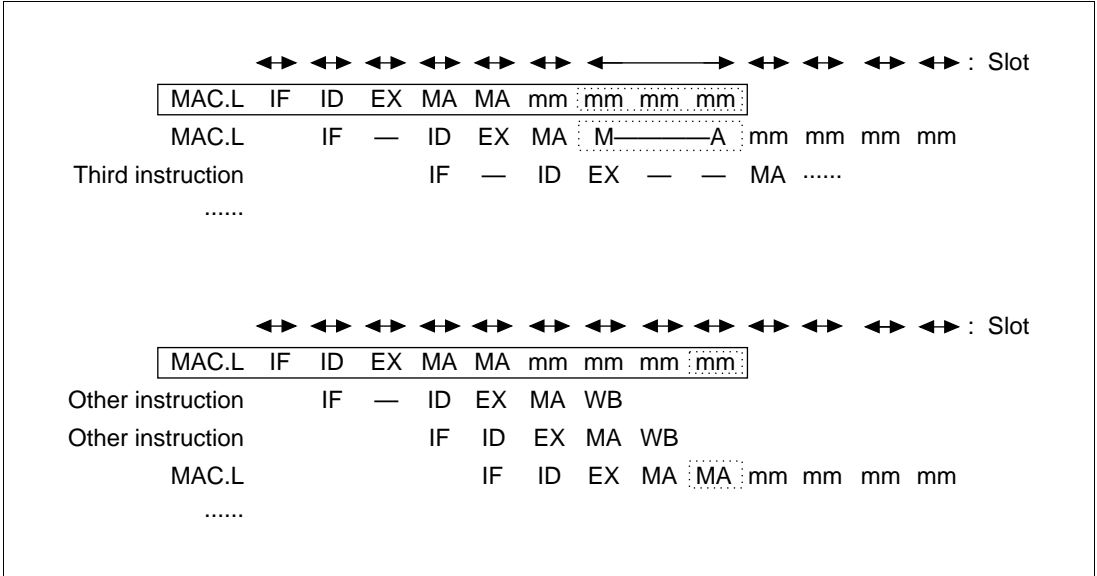 : Slot
MAC.L IF ID EX MA MA mm mm mm mm
MAC.L IF — ID EX MA M————A mm mm mm mm
Third instruction IF — ID EX — — MA ······
······
: Slot
MAC.L IF ID EX MA MA mm mm mm mm
Other instruction IF — ID EX MA WB
Other instruction IF ID EX MA WB
MAC.L IF ID EX MA MA mm mm mm mm
······